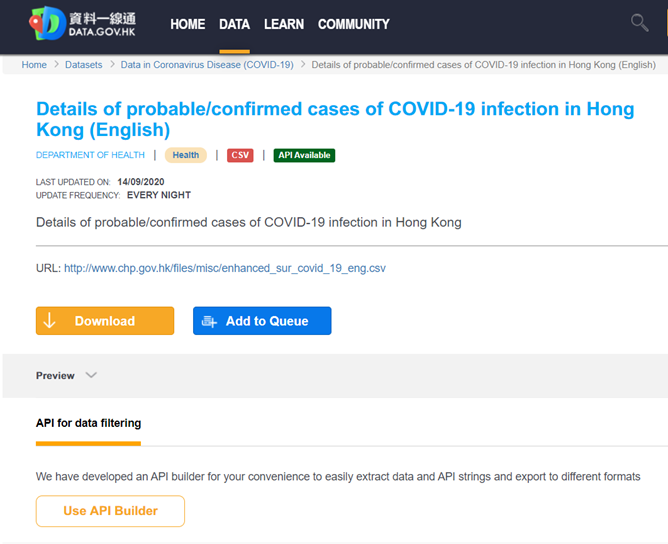 資料一線通
DATA.GOV.HK
HOME DATA LEARN COMMUNITY
Home > Datasets > Data in Coronavirus Disease (COVID-19) > Details of probable/confirmed cases of COVID-19 infection in Hong Kong (English)
Details of probable/confirmed cases of COVID-19 infection in Hong
Kong (English)
DEPARTMENT OF HEALTH | Health | CSV | API Available
LAST UPDATED ON: 14/09/2020
UPDATE FREQUENCY: EVERY NIGHT
Details of probable/confirmed cases of COVID-19 infection in Hong Kong
URL: http://www.chp.gov.hk/files/misc/enhanced_sur_covid_19_eng.csv
Download Add to Queue
Preview
API for data filtering
We have developed an API builder for your convenience to easily extract data and API strings and export to different formats
Use API Builder